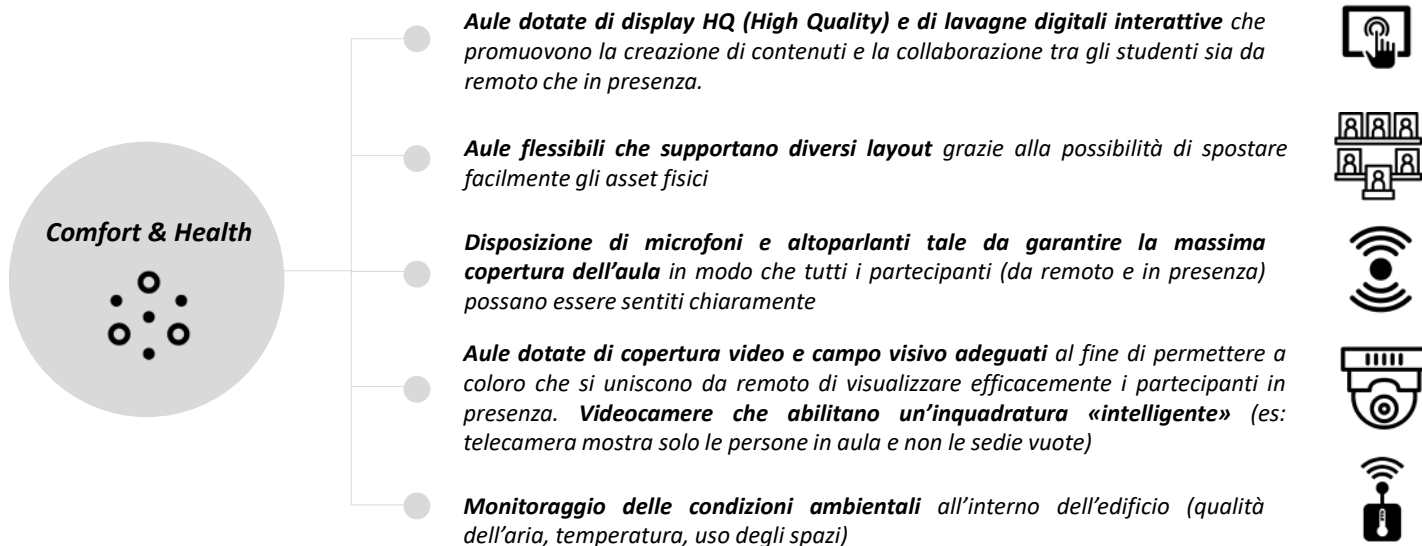 Comfort & Health
Aule dotate di display HQ (High Quality) e di lavagne digitali interattive che
promuovono la creazione di contenuti e la collaborazione tra gli studenti sia da
remoto che in presenza.
Aule flessibili che supportano diversi layout grazie alla possibilità di spostare
facilmente gli asset fisici
Disposizione di microfoni e altoparlanti tale da garantire la massima
copertura dell’aula in modo che tutti i partecipanti (da remoto e in presenza)
possano essere sentiti chiaramente
Aule dotate di copertura video e campo visivo adeguati al fine di permettere a
coloro che si uniscono da remoto di visualizzare efficacemente i partecipanti in
presenza. Videocamere che abilitano un’inquadratura «intelligente» (es:
telecamera mostra solo le persone in aula e non le sedie vuote)
Monitoraggio delle condizioni ambientali all’interno dell’edificio (qualità
dell’aria, temperatura, uso degli spazi)